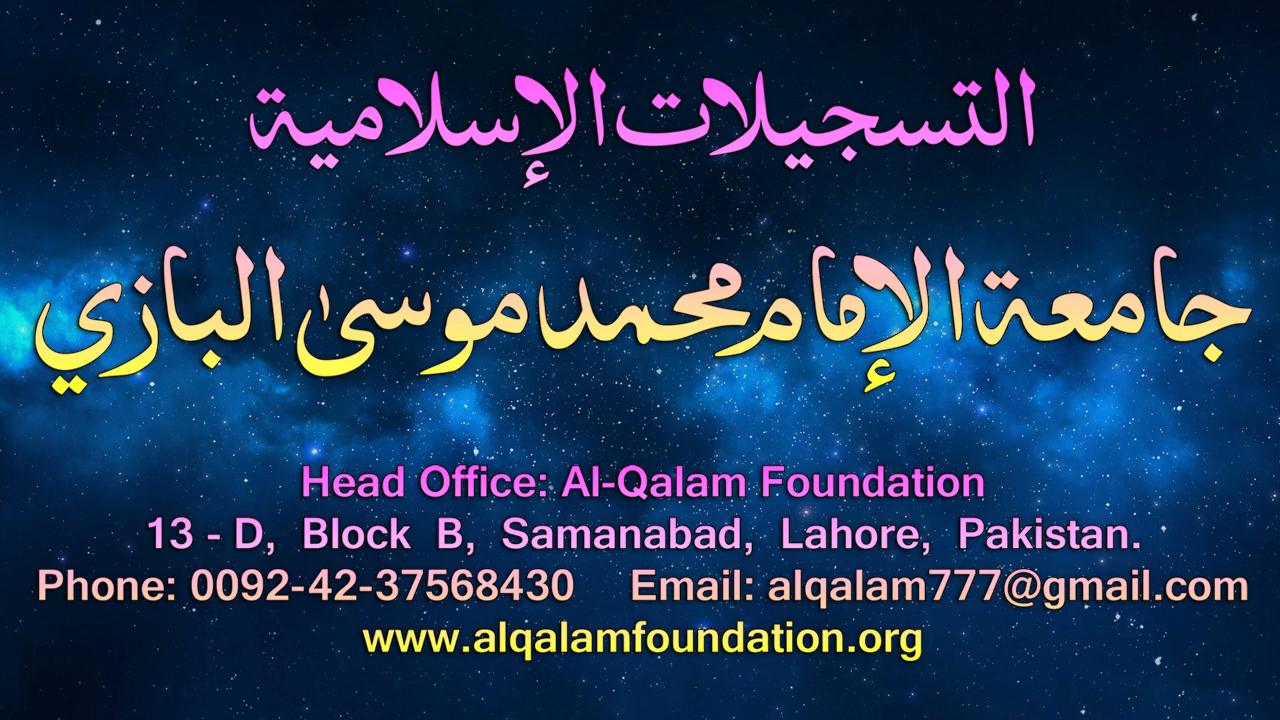 التسجيلات الإسلامية
جامعة الإمام محمد موسىٰ البازي
Head Office: Al-Qalam Foundation
13 - D, Block B, Samanabad, Lahore, Pakistan.
Phone: 0092-42-37568430 Email: alqalam777@gmail.com
www.alqalamfoundation.org